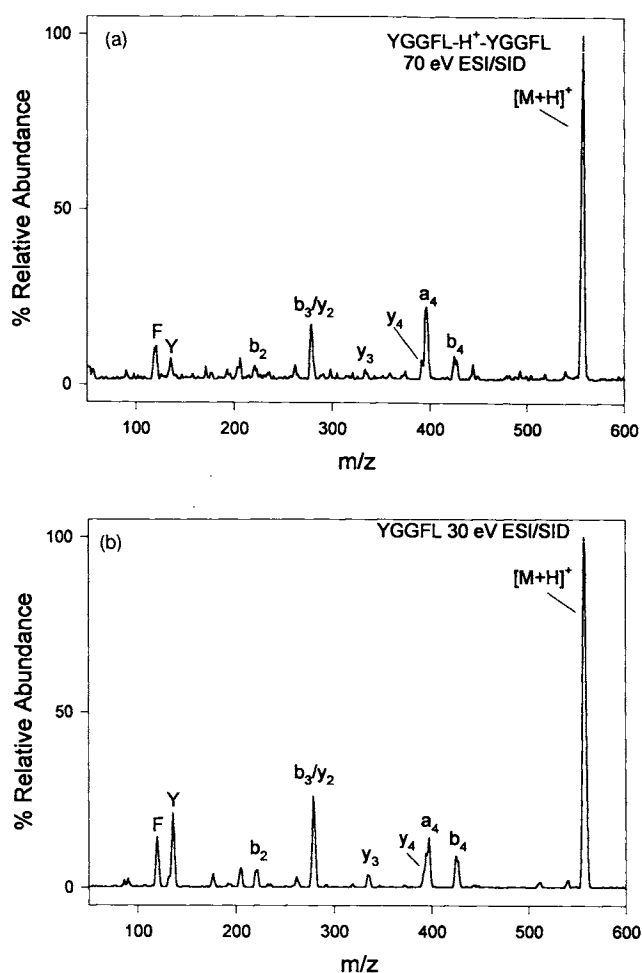 (a)
YGGFL-H⁺-YGGFL
70 eV ESI/SID
[M+H]⁺
% Relative Abundance
100
50
0
F
Y
b₂
b₃/y₂
y₃
y₄
a₄
b₄
100 200 300 400 500 600
m/z
(b)
YGGFL 30 eV ESI/SID
[M+H]⁺
% Relative Abundance
100
50
0
F
Y
b₂
b₃/y₂
y₃
y₄
a₄
b₄
100 200 300 400 500 600
m/z